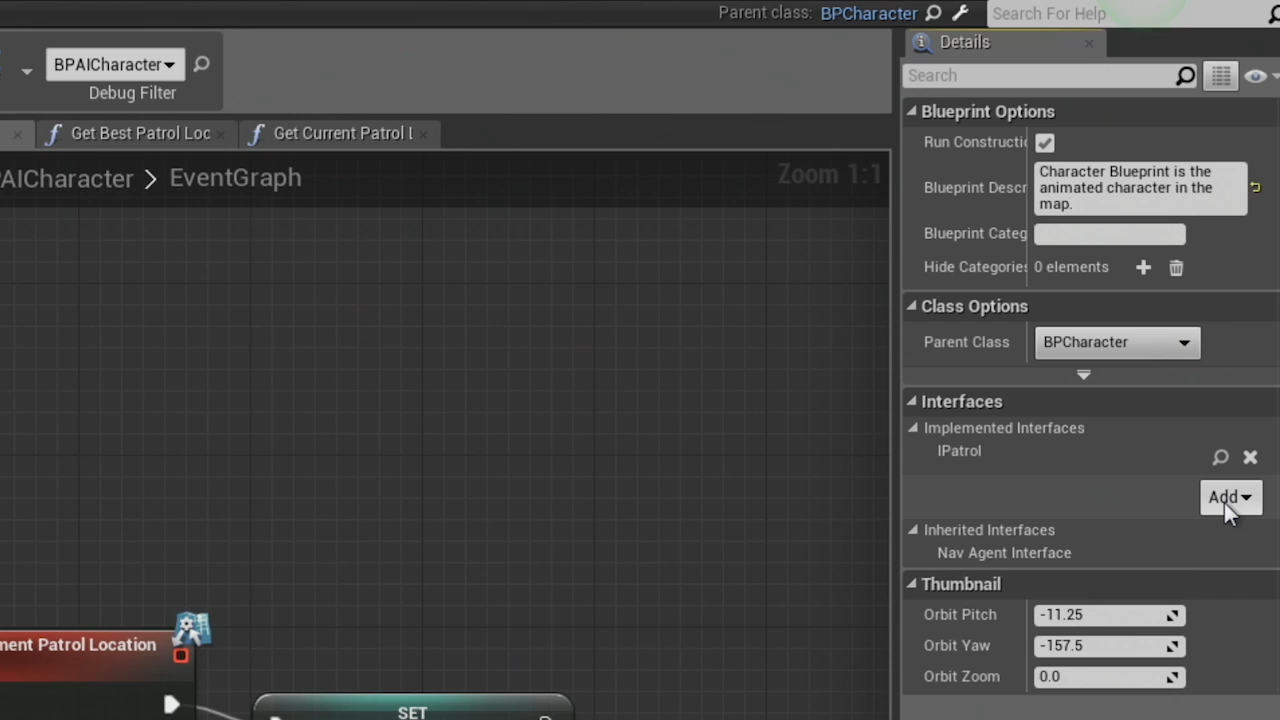 Parent class: BPCharacter
Search For Help
BPAICharacter
Debug Filter
Get Best Patrol Loc
Get Current Patrol L
AICharacter > EventGraph
Zoom 1:1
ment Patrol Location
SET
Details
Search
Blueprint Options
Run Constructi
Blueprint Descr
Character Blueprint is the
animated character in the
map.
Blueprint Categ
Hide Categories 0 elements
Class Options
Parent Class BPCharacter
Interfaces
Implemented Interfaces
IPatrol
Add
Inherited Interfaces
Nav Agent Interface
Thumbnail
Orbit Pitch -11.25
Orbit Yaw -157.5
Orbit Zoom 0.0